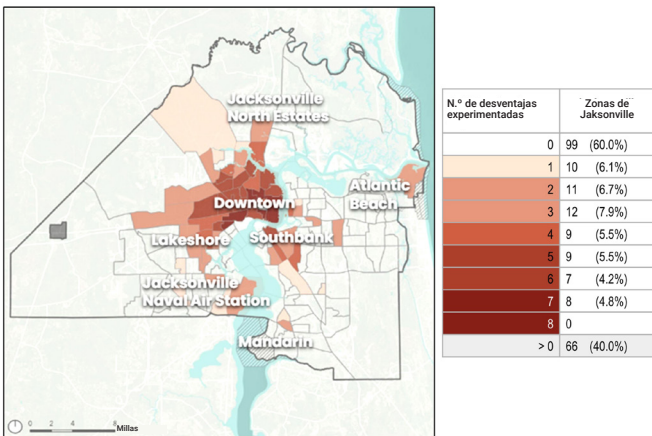 Jacksonville
North Estates
Downtown
Atlantic
Beach
Lakeshore
Southbank
Jacksonville
Naval Air Station
Mandarin
0 2 4 8 Millas
N.º de desventajas
experimentadas
Zonas de
Jaksonville
0 99 (60.0%)
1 10 (6.1%)
2 11 (6.7%)
3 12 (7.9%)
4 9 (5.5%)
5 9 (5.5%)
6 7 (4.2%)
7 8 (4.8%)
8 0
> 0 66 (40.0%)